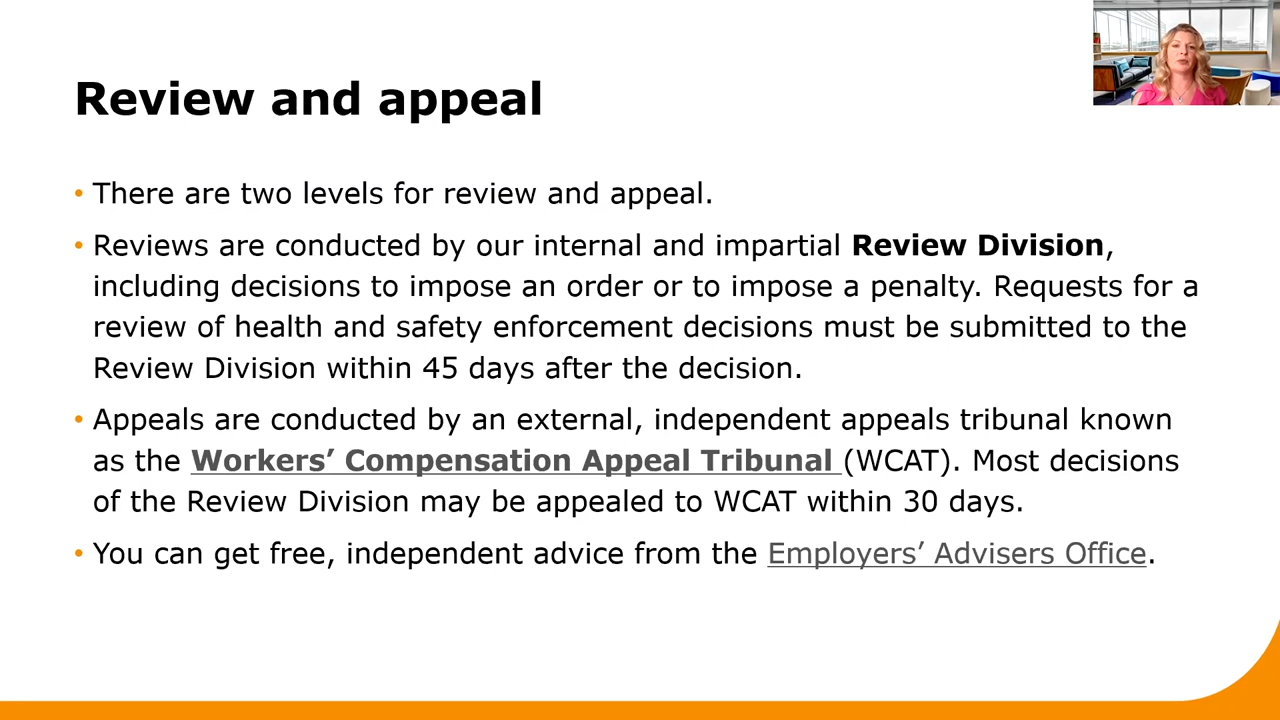 Review and appeal
• There are two levels for review and appeal.
• Reviews are conducted by our internal and impartial Review Division,
including decisions to impose an order or to impose a penalty. Requests for a
review of health and safety enforcement decisions must be submitted to the
Review Division within 45 days after the decision.
• Appeals are conducted by an external, independent appeals tribunal known
as the Workers’ Compensation Appeal Tribunal (WCAT). Most decisions
of the Review Division may be appealed to WCAT within 30 days.
• You can get free, independent advice from the Employers’ Advisers Office.